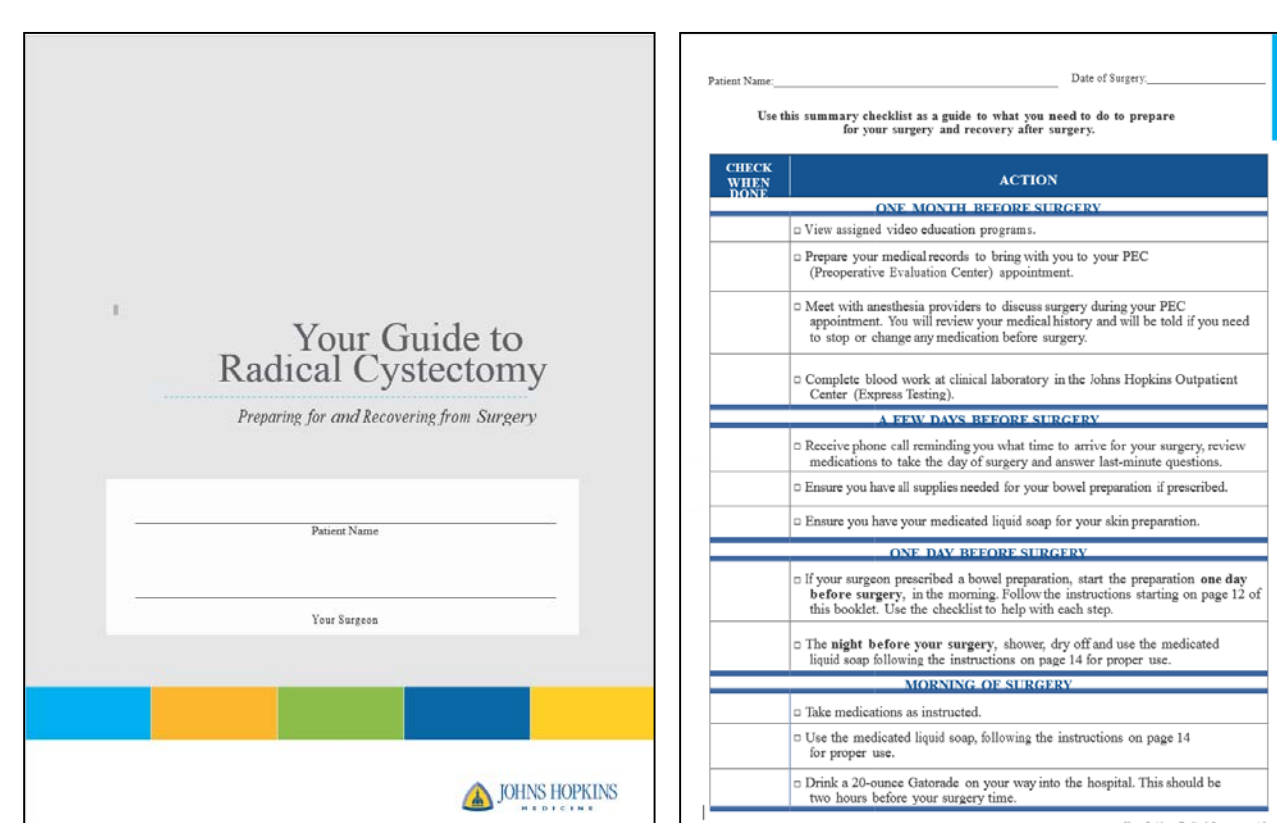 Your Guide to
Radical Cystectomy
Preparing for and Recovering from Surgery
Patient Name
Your Surgeon
JOHNS HOPKINS
MEDICINE
Patient Name:
Date of Surgery:
Use this summary checklist as a guide to what you need to do to prepare
for your surgery and recovery after surgery.
CHECK
WHEN
DONE
ACTION
ONE MONTH BEFORE SURGERY
View assigned video education programs.
Prepare your medical records to bring with you to your PEC
(Preoperative Evaluation Center) appointment.
Meet with anesthesia providers to discuss surgery during your PEC
appointment. You will review your medical history and will be told if you need
to stop or change any medication before surgery.
Complete blood work at clinical laboratory in the Johns Hopkins Outpatient
Center (Express Testing).
A FEW DAYS BEFORE SURGERY
Receive phone call reminding you what time to arrive for your surgery, review
medications to take the day of surgery and answer last-minute questions.
Ensure you have all supplies needed for your bowel preparation if prescribed.
Ensure you have your medicated liquid soap for your skin preparation.
ONE DAY BEFORE SURGERY
If your surgeon prescribed a bowel preparation, start the preparation one day
before surgery, in the morning. Follow the instructions starting on page 12 of
this booklet. Use the checklist to help with each step.
The night before your surgery, shower, dry off and use the medicated
liquid soap following the instructions on page 14 for proper use.
MORNING OF SURGERY
Take medications as instructed.
Use the medicated liquid soap, following the instructions on page 14
for proper use.
Drink a 20-ounce Gatorade on your way into the hospital. This should be
two hours before your surgery time.